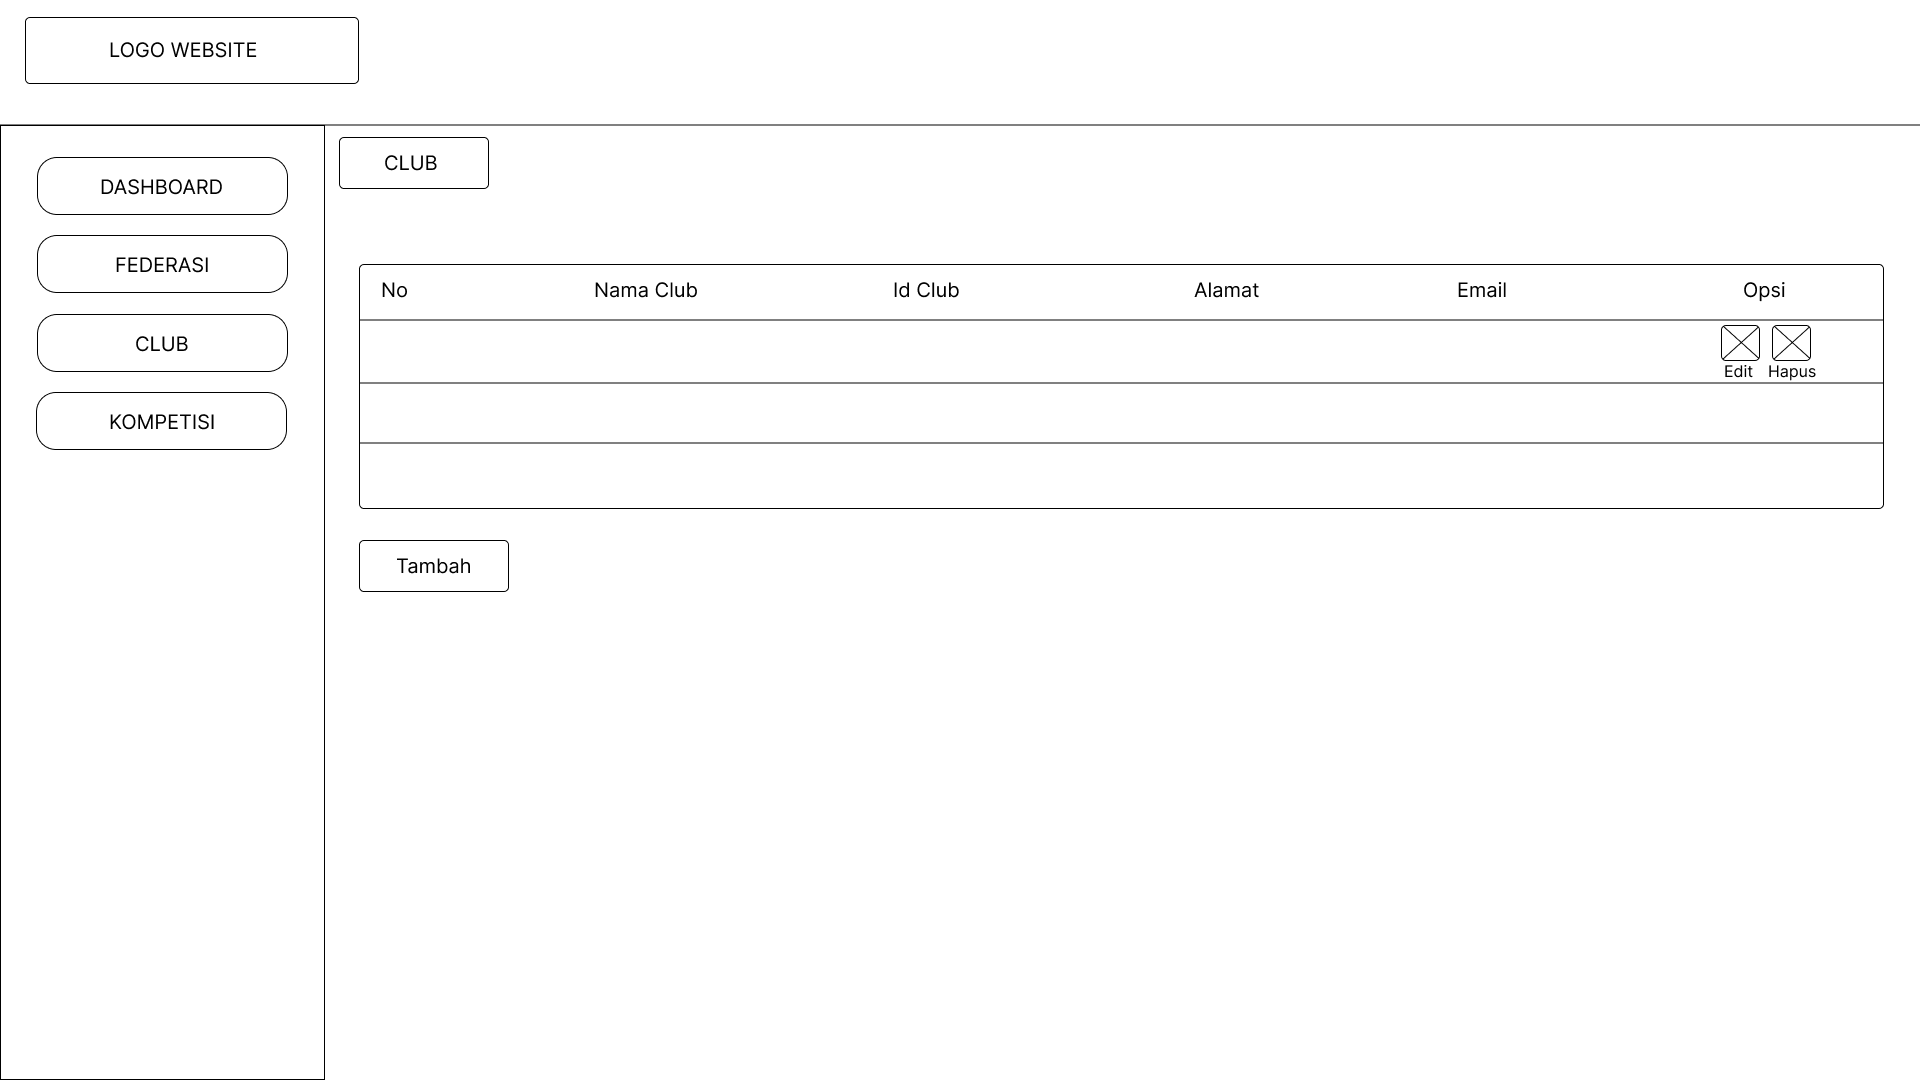 LOGO WEBSITE
DASHBOARD
FEDERASI
CLUB
KOMPETISI
CLUB
No Nama Club Id Club Alamat Email Opsi
Edit Hapus
Tambah